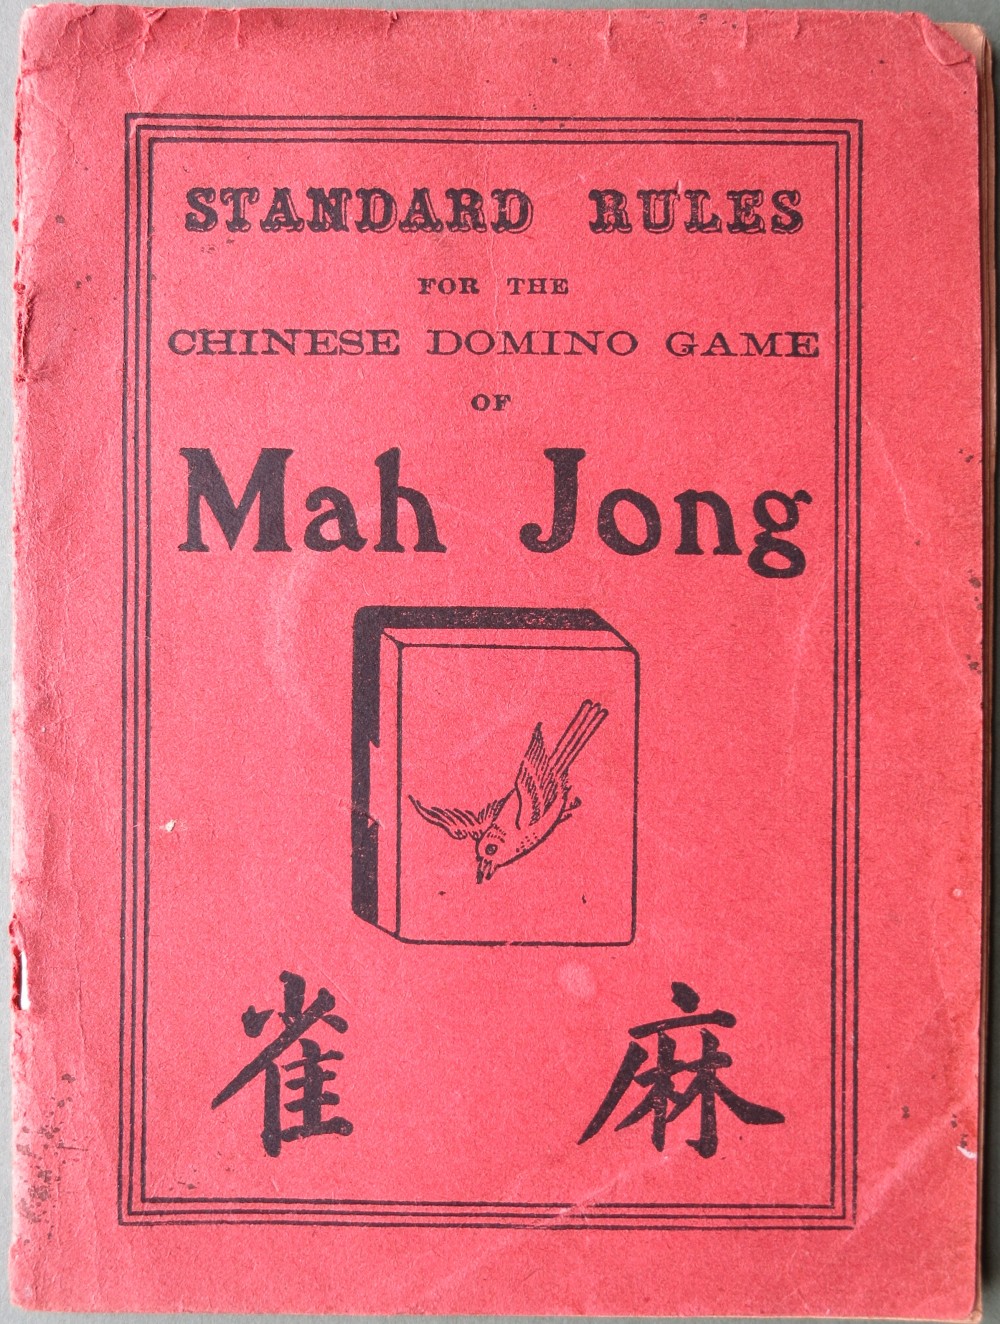 STANDARD RULES
FOR THE
CHINESE DOMINO GAME
OF
Mah Jong
雀 麻